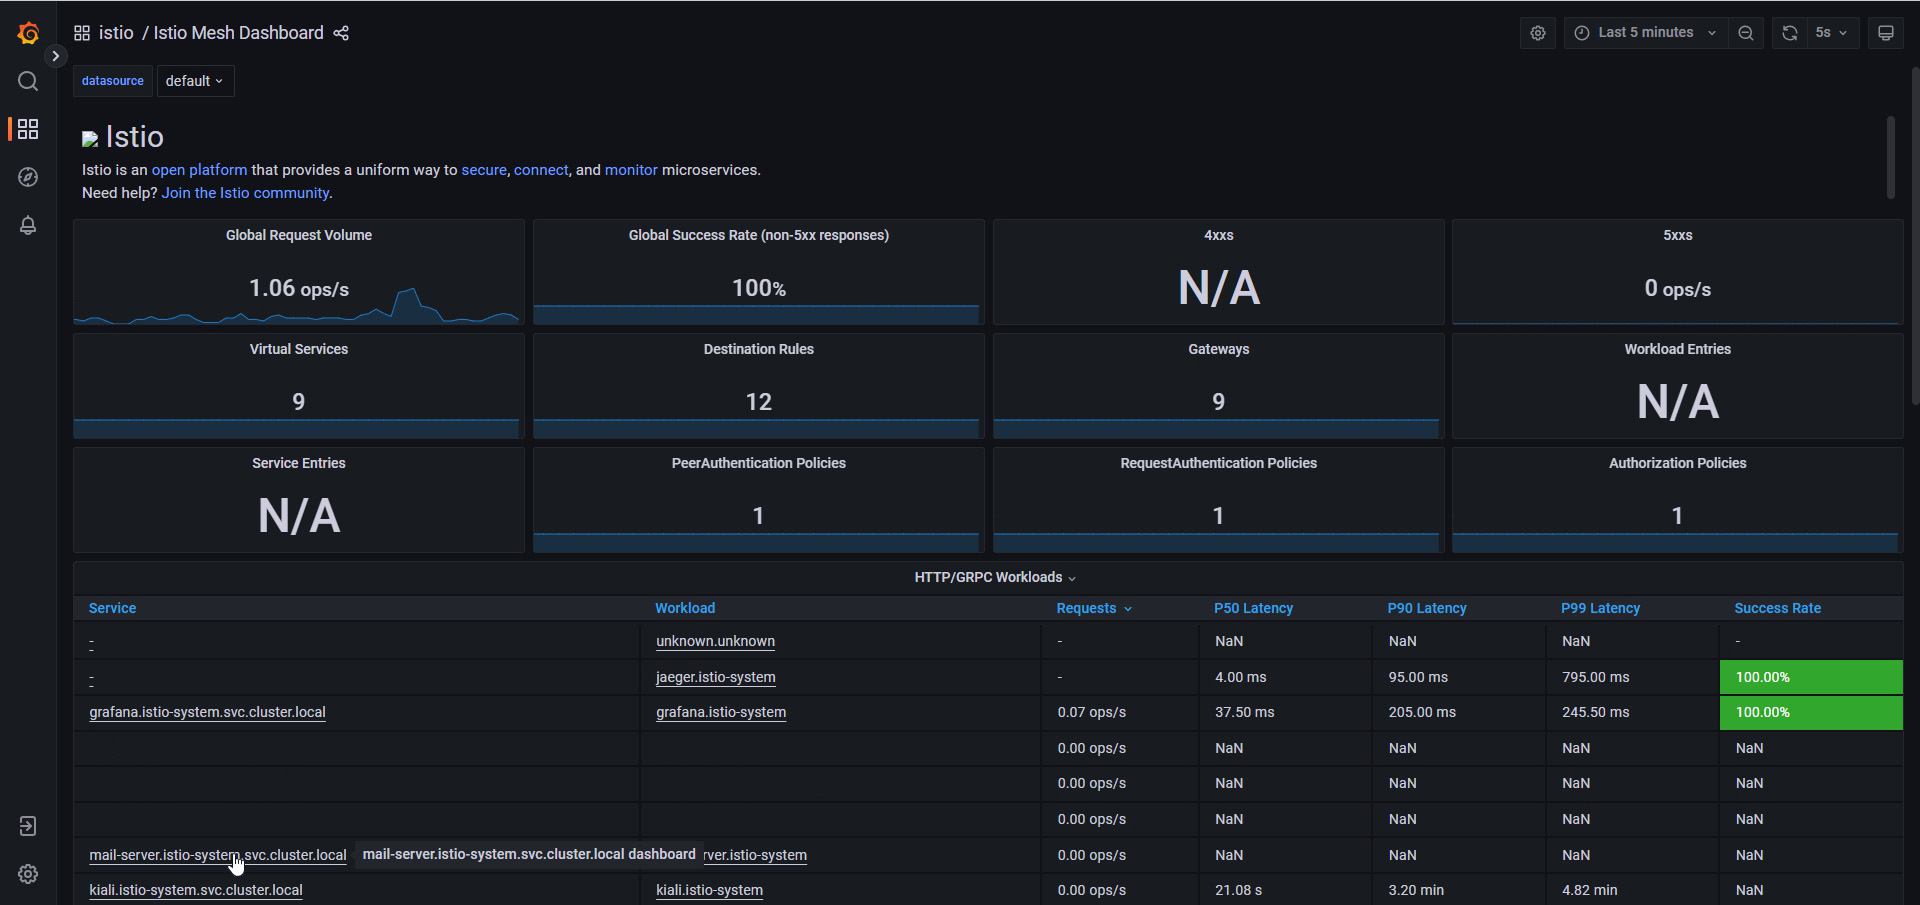 istio / Istio Mesh Dashboard
Last 5 minutes
5s
datasource default
Istio
Istio is an open platform that provides a uniform way to secure, connect, and monitor microservices.
Need help? Join the Istio community.
Global Request Volume
1.06 ops/s
Global Success Rate (non-5xx responses)
100%
4xxs
N/A
5xxs
0 ops/s
Virtual Services
9
Destination Rules
12
Gateways
9
Workload Entries
N/A
Service Entries
N/A
PeerAuthentication Policies
1
RequestAuthentication Policies
1
Authorization Policies
1
HTTP/GRPC Workloads
Service Workload Requests P50 Latency P90 Latency P99 Latency Success Rate
- unknown.unknown - NaN NaN NaN -
- jaeger.istio-system - 4.00 ms 95.00 ms 795.00 ms 100.00%
grafana.istio-system.svc.cluster.local grafana.istio-system 0.07 ops/s 37.50 ms 205.00 ms 245.50 ms 100.00%
0.00 ops/s NaN NaN NaN NaN
0.00 ops/s NaN NaN NaN NaN
0.00 ops/s NaN NaN NaN NaN
mail-server.istio-system.svc.cluster.local mail-server.istio-system.svc.cluster.local dashboard rver.istio-system 0.00 ops/s NaN NaN NaN NaN
kiali.istio-system.svc.cluster.local kiali.istio-system 0.00 ops/s 21.08 s 3.20 min 4.82 min NaN